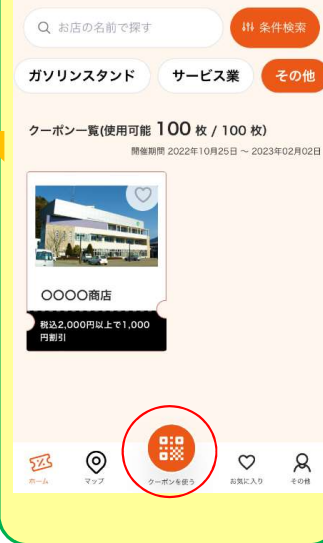 お店の名前で探す
条件検索
ガソリンスタンド
サービス業
その他
クーポン一覧(使用可能 100 枚 / 100 枚)
開催期間 2022年10月25日 ～ 2023年02月02日
〇〇〇〇商店
税込2,000円以上で1,000
円割引
ホーム
マップ
クーポンを使う
お気に入り
その他